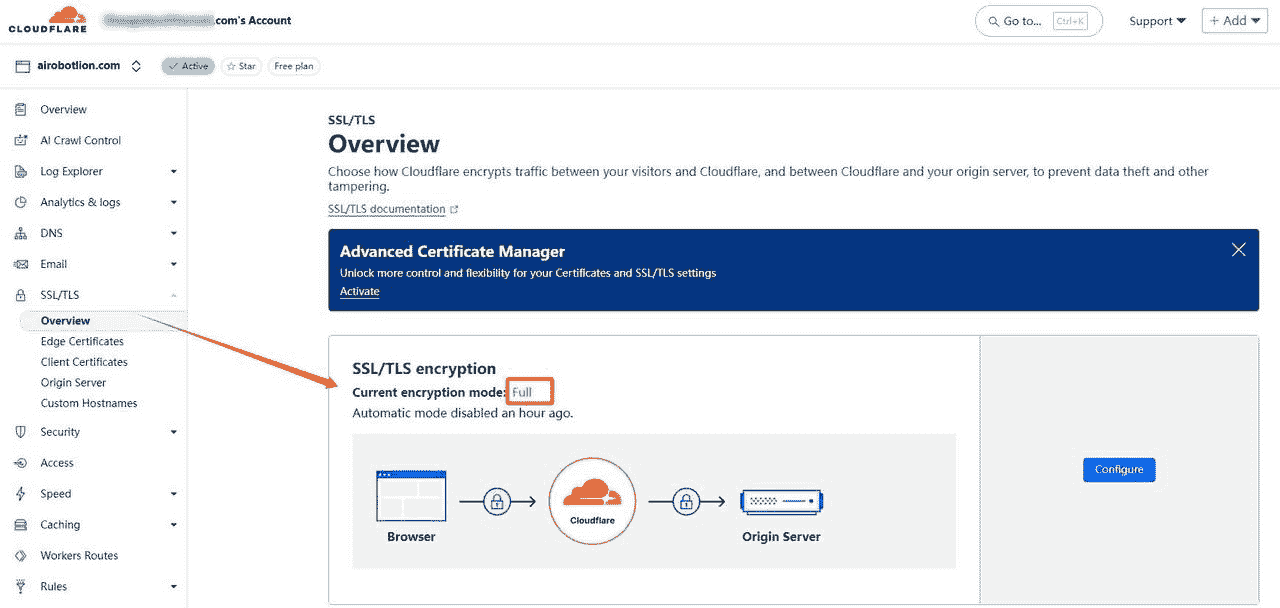 CLOUDFLARE
.com's Account
Go to... Ctrl+K
Support
+ Add
airobotlion.com
Active
Star
Free plan
Overview
AI Crawl Control
Log Explorer
Analytics & logs
DNS
Email
SSL/TLS
Overview
Edge Certificates
Client Certificates
Origin Server
Custom Hostnames
Security
Access
Speed
Caching
Workers Routes
Rules
SSL/TLS
Overview
Choose how Cloudflare encrypts traffic between your visitors and Cloudflare, and between Cloudflare and your origin server, to prevent data theft and other
tampering.
SSL/TLS documentation
Advanced Certificate Manager
Unlock more control and flexibility for your Certificates and SSL/TLS settings
Activate
SSL/TLS encryption
Current encryption mode: Full
Automatic mode disabled an hour ago.
Cloudflare
Browser
Origin Server
Configure